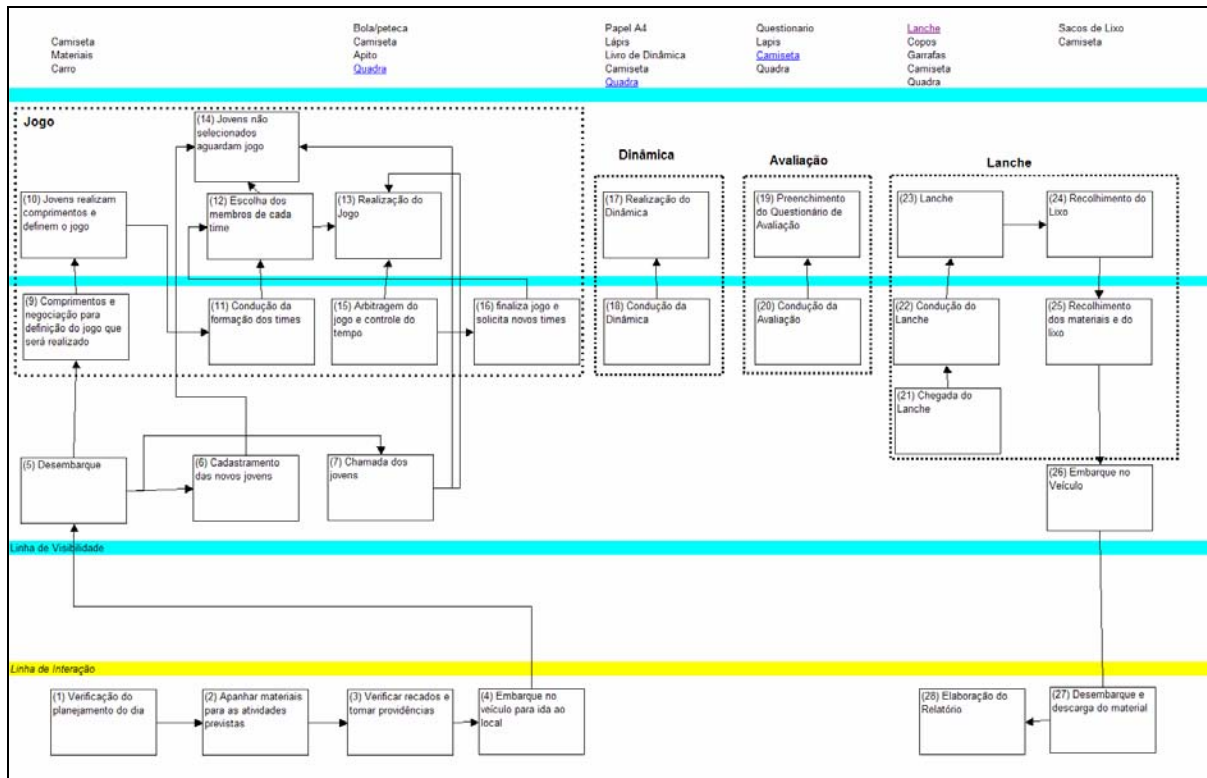 Camiseta
Materiais
Carro
Bola/peteca
Camiseta
Apito
Quadra
Papel A4
Lápis
Livro de Dinâmica
Camiseta
Quadra
Questionario
Lapis
Camiseta
Quadra
Lanche
Copos
Garrafas
Camiseta
Quadra
Sacos de Lixo
Camiseta
Jogo
(14) Jovens não
selecionados
aguardam jogo
Dinâmica
Avaliação
Lanche
(10) Jovens realizam
comprimentos e
definem o jogo
(12) Escolha dos
membros de cada
time
(13) Realização do
Jogo
(17) Realização do
Dinâmica
(19) Preenchimento
do Questionário de
Avaliação
(23) Lanche
(24) Recolhimento do
Lixo
(9) Comprimentos e
negociação para
definição do jogo que
será realizado
(11) Condução da
formação dos times
(15) Arbitragem do
jogo e controle do
tempo
(16) finaliza jogo e
solicita novos times
(18) Condução da
Dinâmica
(20) Condução da
Avaliação
(22) Condução do
Lanche
(25) Recolhimento
dos materiais e do
lixo
(21) Chegada do
Lanche
(5) Desembarque
(6) Cadastramento
das novos jovens
(7) Chamada dos
jovens
(26) Embarque no
Veículo
Linha de Visibilidade
Linha de Interação
(1) Verificação do
planejamento do dia
(2) Apanhar materiais
para as atividades
previstas
(3) Verificar recados e
tomar providências
(4) Embarque no
veículo para ida ao
local
(28) Elaboração do
Relatório
(27) Desembarque e
descarga do material